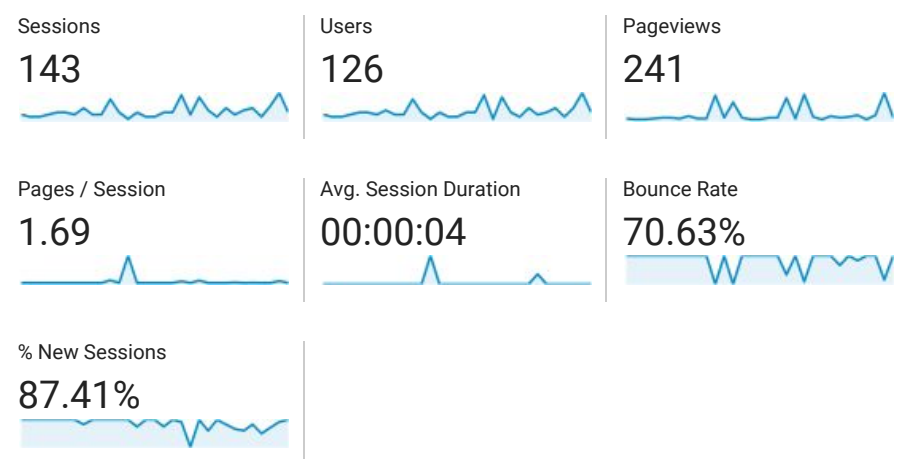 Sessions
143
Users
126
Pageviews
241
Pages / Session
1.69
Avg. Session Duration
00:00:04
Bounce Rate
70.63%
% New Sessions
87.41%